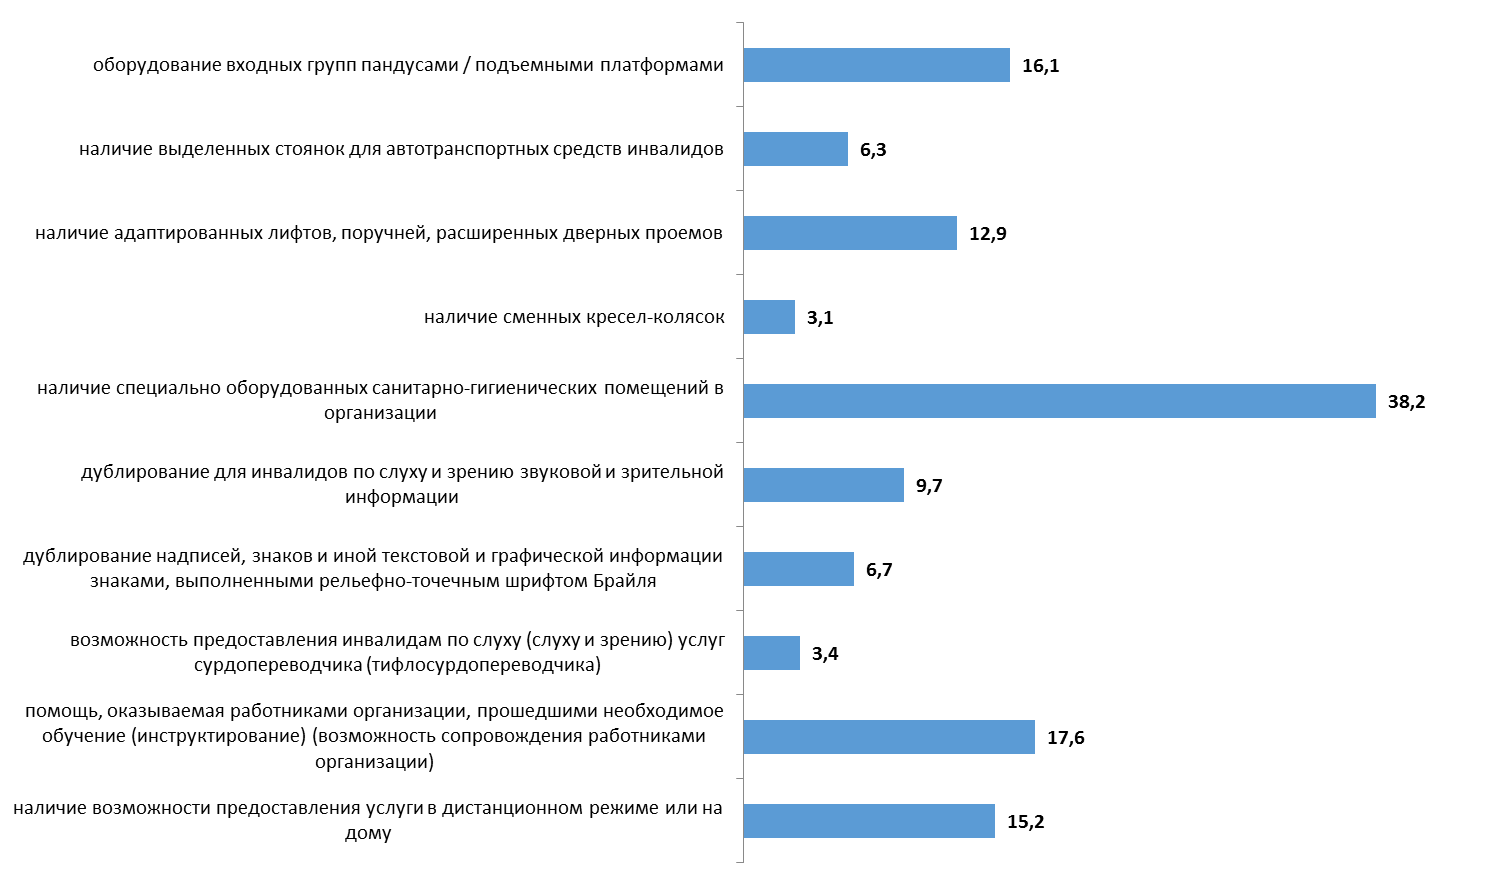 оборудование входных групп пандусами / подъемными платформами
16,1
наличие выделенных стоянок для автотранспортных средств инвалидов
6,3
наличие адаптированных лифтов, поручней, расширенных дверных проемов
12,9
наличие сменных кресел-колясок
3,1
наличие специально оборудованных санитарно-гигиенических помещений в
организации
38,2
дублирование для инвалидов по слуху и зрению звуковой и зрительной
информации
9,7
дублирование надписей, знаков и иной текстовой и графической информации
знаками, выполненными рельефно-точечным шрифтом Брайля
6,7
возможность предоставления инвалидам по слуху (слуху и зрению) услуг
сурдопереводчика (тифлосурдопереводчика)
3,4
помощь, оказываемая работниками организации, прошедшими необходимое
обучение (инструктирование) (возможность сопровождения работниками
организации)
17,6
наличие возможности предоставления услуги в дистанционном режиме или на
дому
15,2